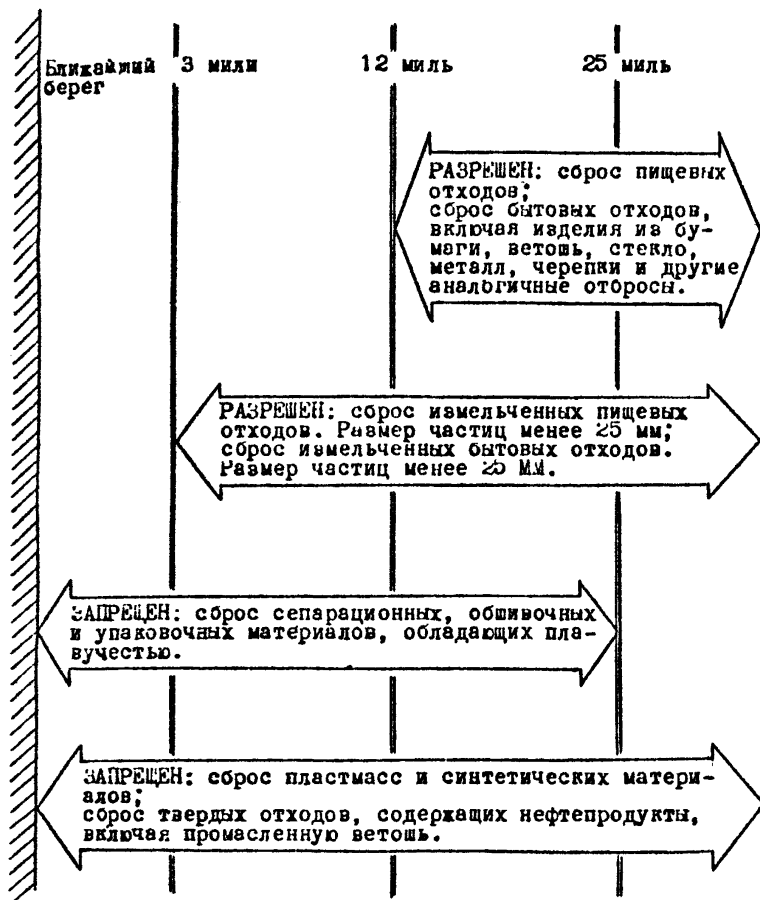 Ближайший 3 мили 12 миль 25 миль
берег
РАЗРЕШЕН: сброс пищевых
отходов;
сброс бытовых отходов,
включая изделия из бу-
маги, ветошь, стекло,
металл, черепки и другие
аналогичные отбросы.
РАЗРЕШЕН: сброс измельченных пищевых
отходов. Размер частиц менее 25 мм;
сброс измельченных бытовых отходов.
Размер частиц менее 25 ММ.
ЗАПРЕЩЕН: сброс сепарационных, обшивочных
и упаковочных материалов, обладающих пла-
вучестью.
ЗАПРЕЩЕН: сброс пластмасс и синтетических матери-
алов;
сброс твердых отходов, содержащих нефтепродукты,
включая промасленную ветошь.